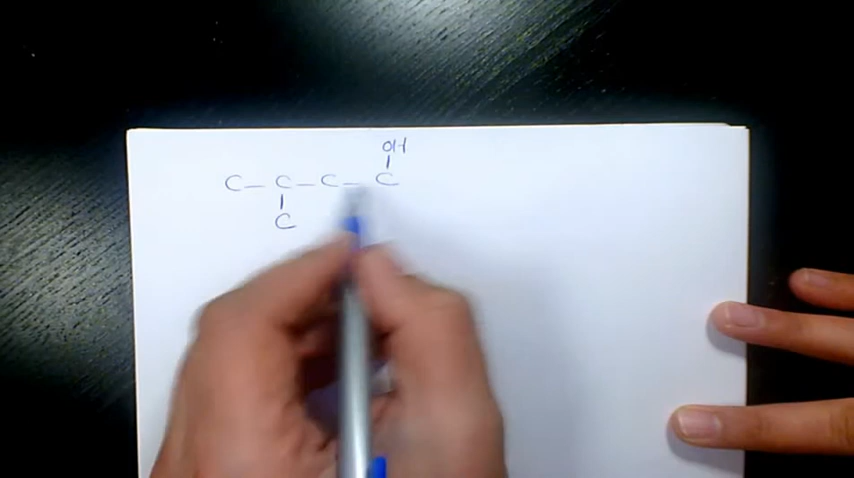 OH
C — C — C — C
C